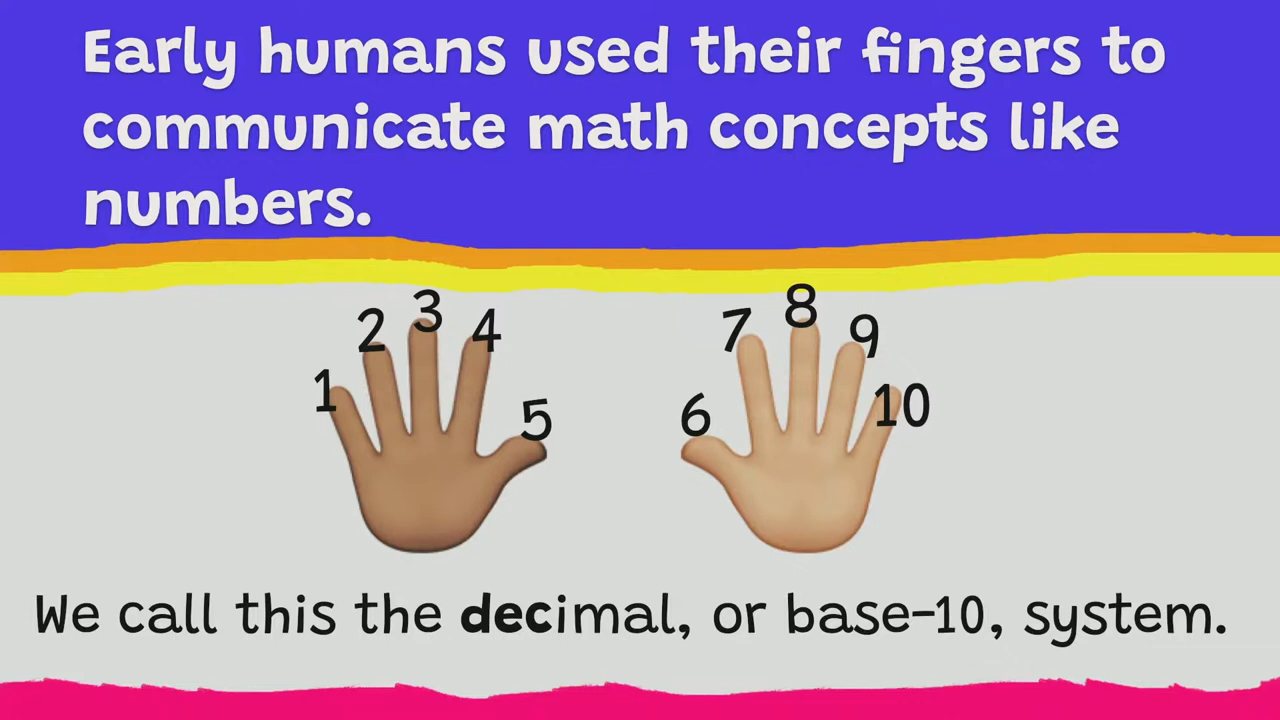 Early humans used their fingers to
communicate math concepts like
numbers.
1 2 3 4 5 6 7 8 9 10
We call this the decimal, or base-10, system.